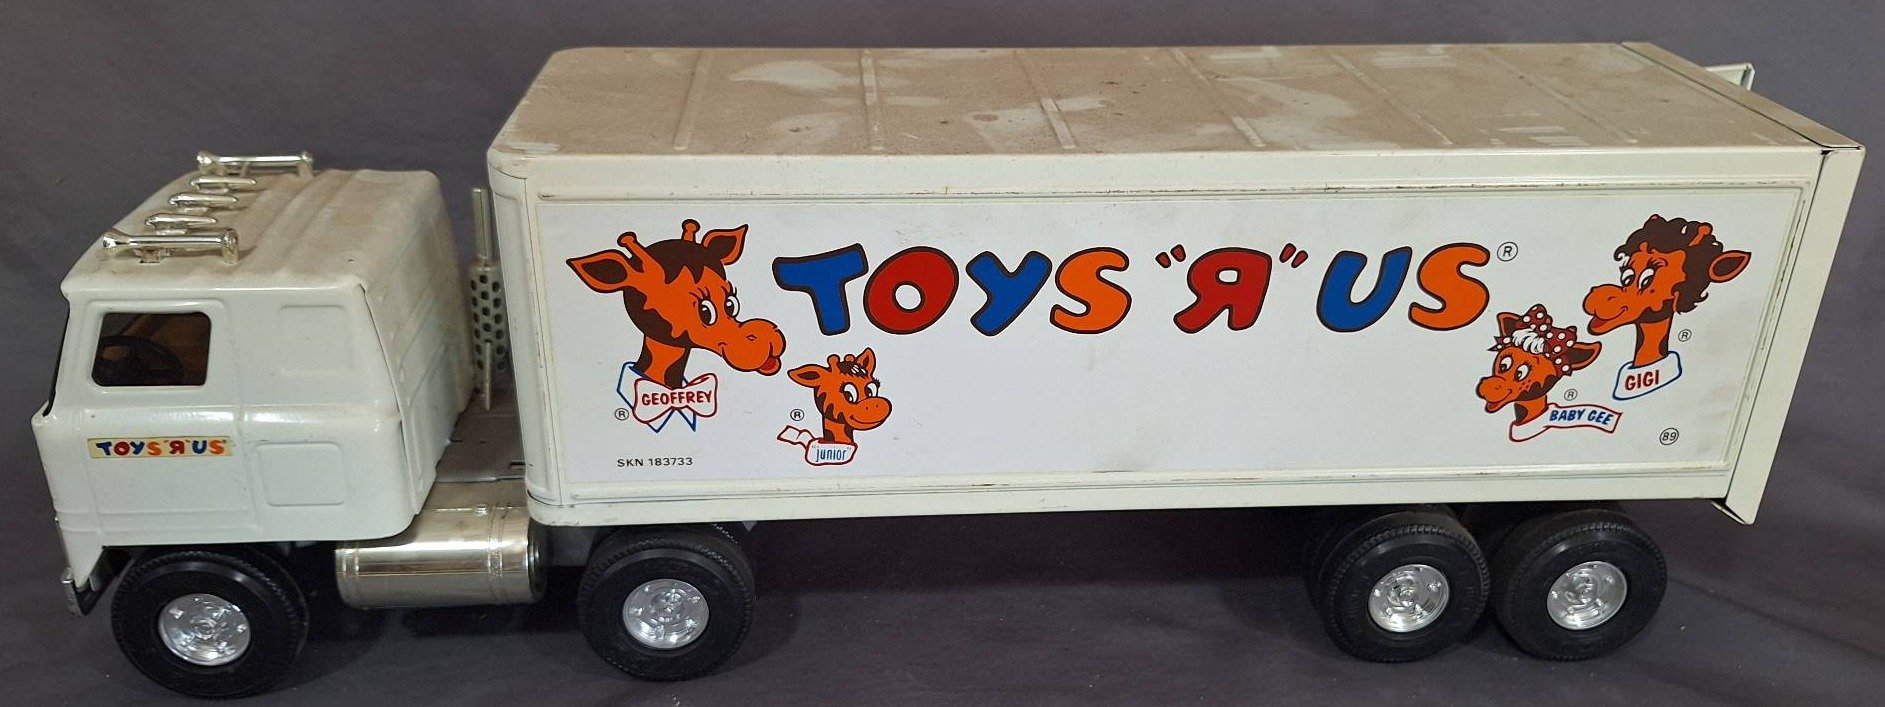 TOYS "Я" US®
GEOFFREY
®
"junior"
®
GIGI
®
BABY GEE
®
SKN 183733
89
TOYS "Я" US